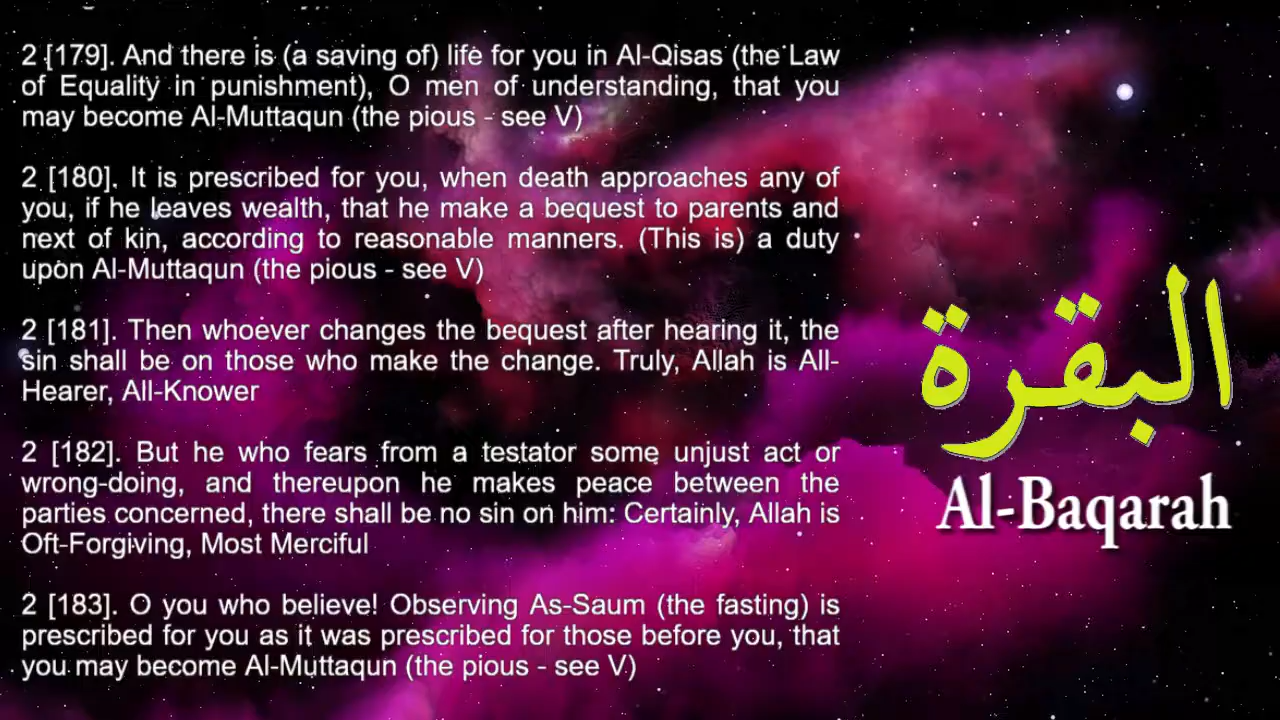 2 [179]. And there is (a saving of) life for you in Al-Qisas (the Law
of Equality in punishment), O men of understanding, that you
may become Al-Muttaqun (the pious - see V)
2 [180]. It is prescribed for you, when death approaches any of
you, if he leaves wealth, that he make a bequest to parents and
next of kin, according to reasonable manners. (This is) a duty
upon Al-Muttaqun (the pious - see V)
2 [181]. Then whoever changes the bequest after hearing it, the
sin shall be on those who make the change. Truly, Allah is All-
Hearer, All-Knower
2 [182]. But he who fears from a testator some unjust act or
wrong-doing, and thereupon he makes peace between the
parties concerned, there shall be no sin on him: Certainly, Allah is
Oft-Forgiving, Most Merciful
2 [183]. O you who believe! Observing As-Saum (the fasting) is
prescribed for you as it was prescribed for those before you, that
you may become Al-Muttaqun (the pious - see V)
البقرة
Al-Baqarah